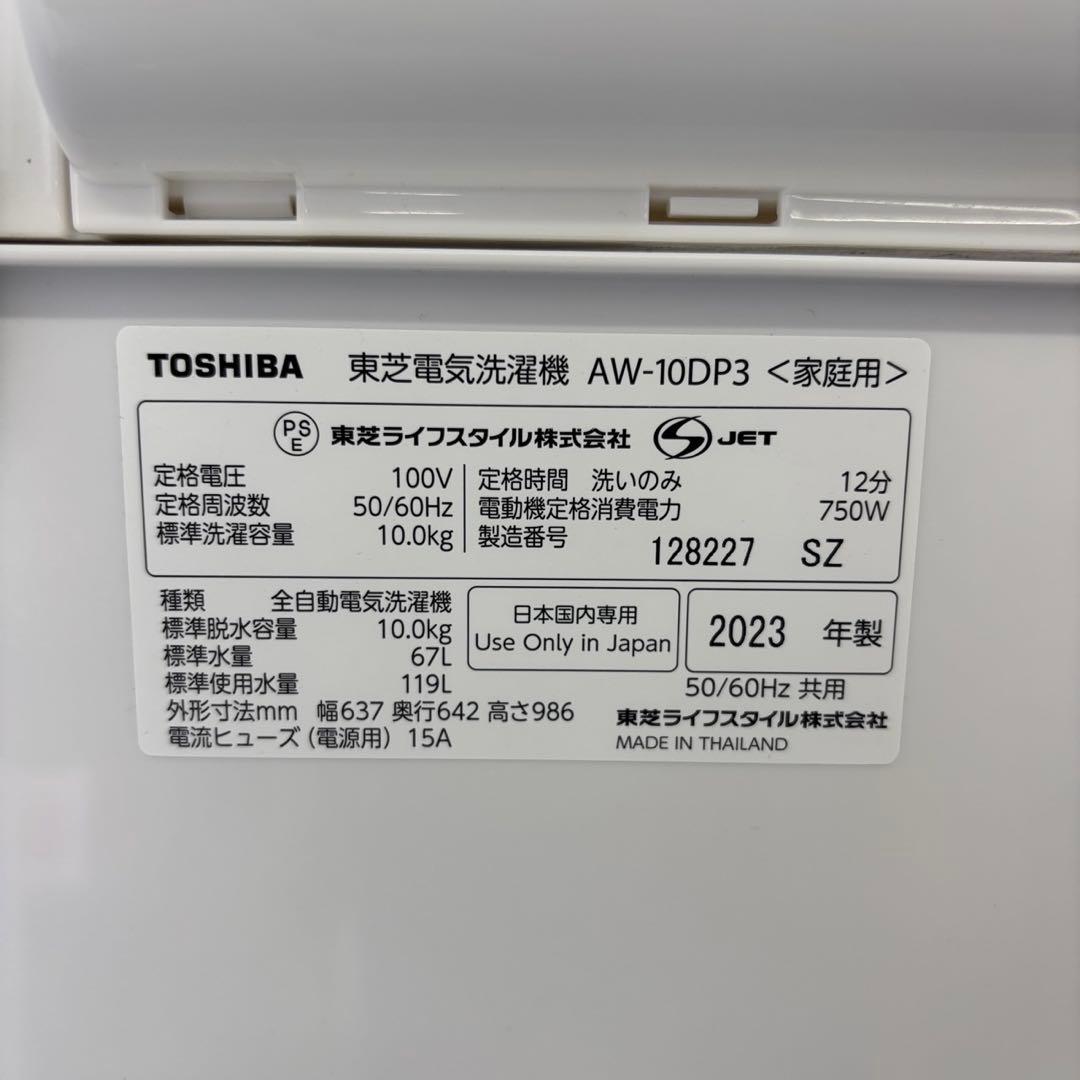 TOSHIBA 東芝電気洗濯機 AW-10DP3 <家庭用>
PSE 東芝ライフスタイル株式会社 S JET
定格電圧 100V
定格周波数 50/60Hz
標準洗濯容量 10.0kg
定格時間 洗いのみ 12分
電動機定格消費電力 750W
製造番号 128227 SZ
種類 全自動電気洗濯機
標準脱水容量 10.0kg
標準水量 67L
標準使用水量 119L
外形寸法mm 幅637 奥行642 高さ986
電流ヒューズ(電源用) 15A
日本国内専用
Use Only in Japan
2023 年製
50/60Hz 共用
東芝ライフスタイル株式会社
MADE IN THAILAND